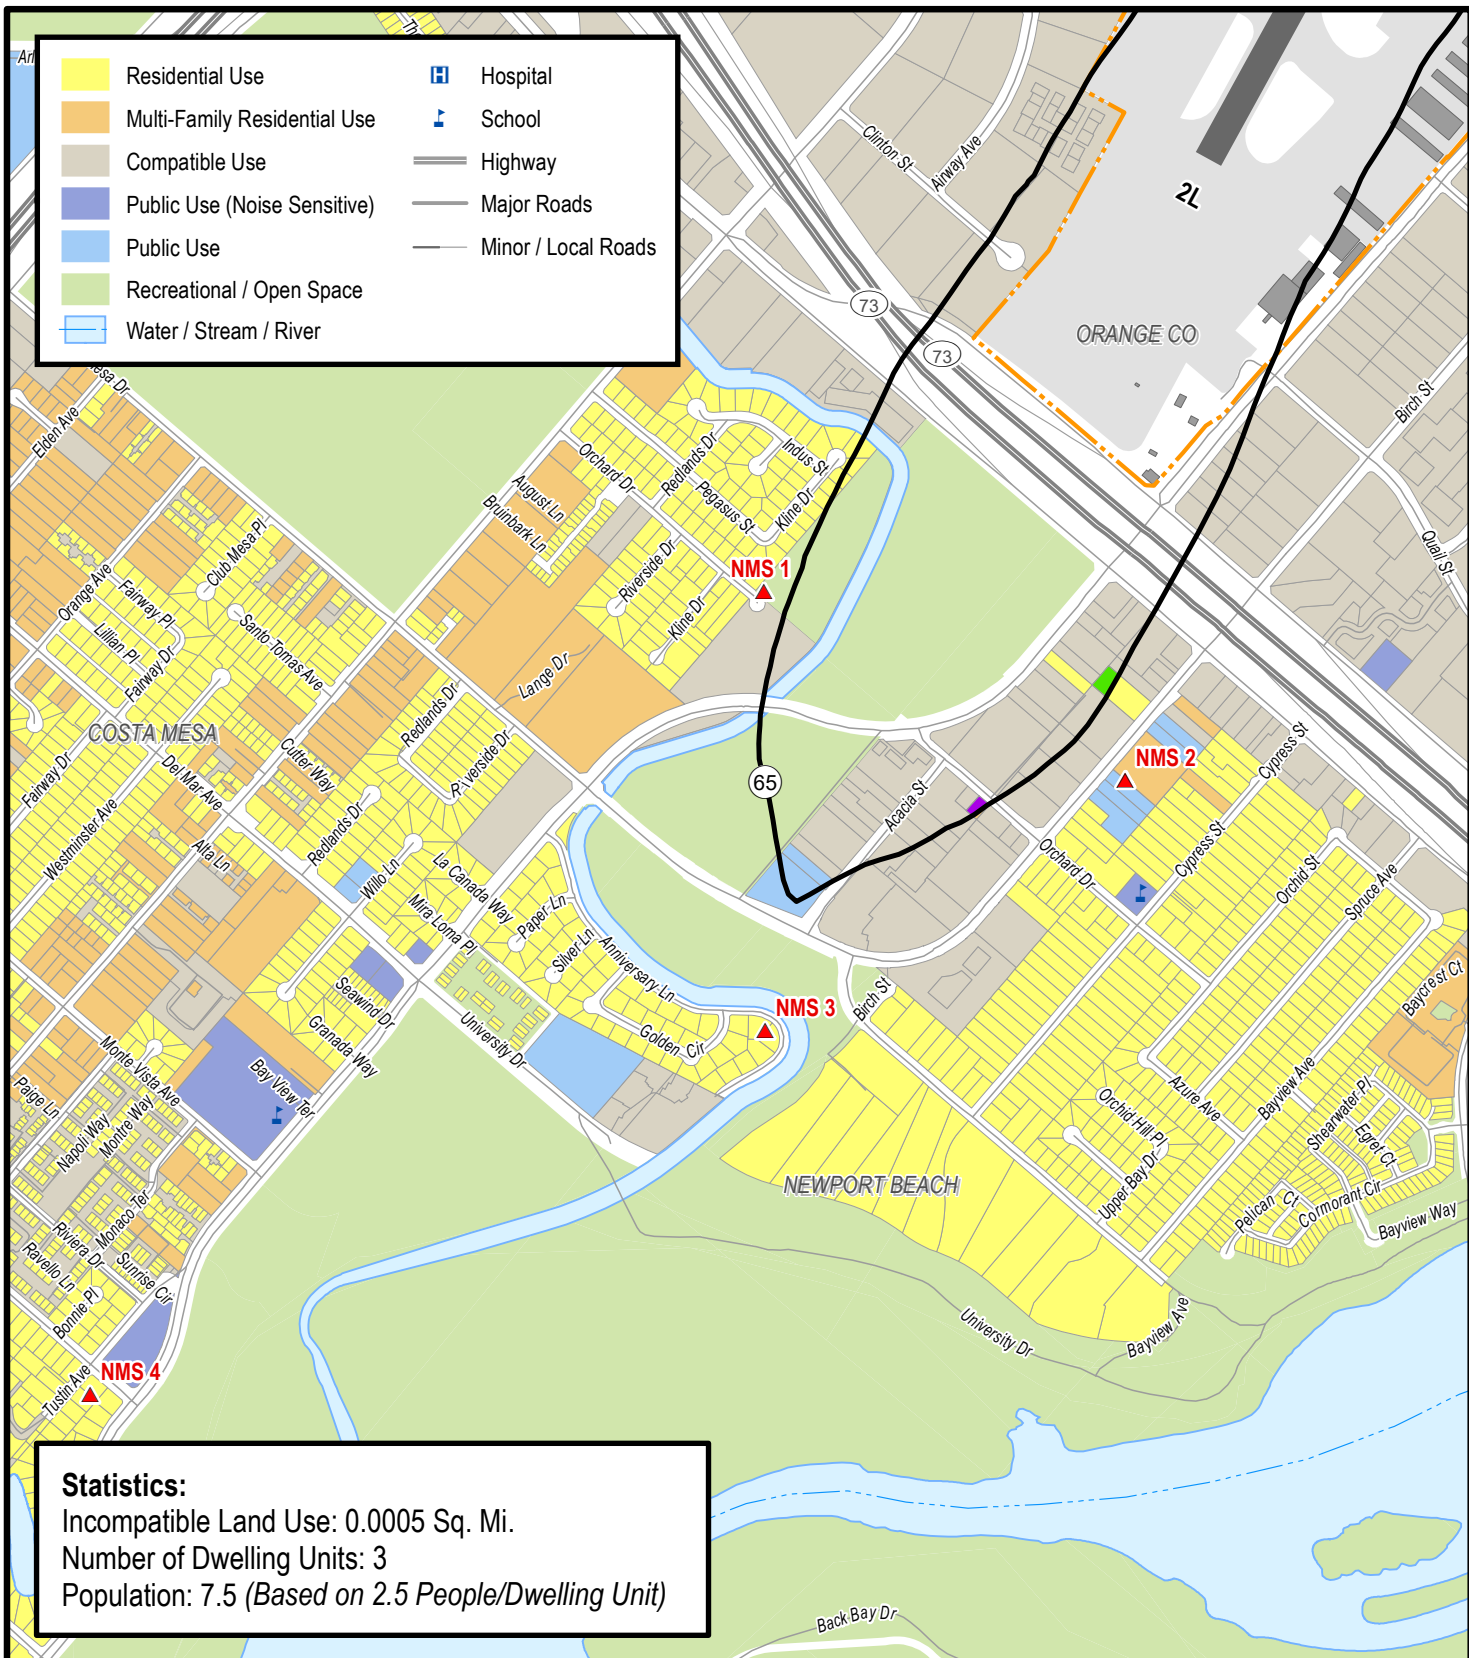 Residential Use
Multi-Family Residential Use
Compatible Use
Public Use (Noise Sensitive)
Public Use
Recreational / Open Space
Water / Stream / River
Hospital
School
Highway
Major Roads
Minor / Local Roads
Clinton St
Airway Ave
2L
73
73
ORANGE CO
Birch St
Quail St
Mesa Dr
Elden Ave
Orchard Dr
Redlands Dr
Indus St
Pegasus St
Kline Dr
August Ln
Bruinbark Ln
Riverside Dr
Kline Dr
NMS 1
Club Mesa Pl
Orange Ave
Fairway Pl
Lillian Pl
Fairway Dr
Santo Tomas Ave
Lange Dr
COSTA MESA
Redlands Dr
Riverside Dr
Cutter Way
Del Mar Ave
Fairway Dr
Westminster Ave
Alta Ln
Redlands Dr
Willo Ln
La Canada Way
Mira Loma Pl
Paper Ln
Silver Ln
Anniversary Ln
65
Acacia St
NMS 2
Cypress St
Cypress St
Orchard Dr
Orchid St
Spruce Ave
Baycrest Ct
Seawind Dr
Granada Way
University Dr
Golden Cir
NMS 3
Birch St
Monte Vista Ave
Bay View Ter
Paige Ln
Napoli Way
Montre Way
Monaco Ter
Riviera Dr
Ravello Ln
Sunrise Cir
Bonnie Pl
Azure Ave
Bayview Ave
Orchid Hill Pl
Upper Bay Dr
Shearwater Pl
Egret Ct
Pelican Ct
Cormorant Cir
Bayview Way
NEWPORT BEACH
University Dr
Bayview Ave
Tustin Ave
NMS 4
Statistics:
Incompatible Land Use: 0.0005 Sq. Mi.
Number of Dwelling Units: 3
Population: 7.5 (Based on 2.5 People/Dwelling Unit)
Back Bay Dr